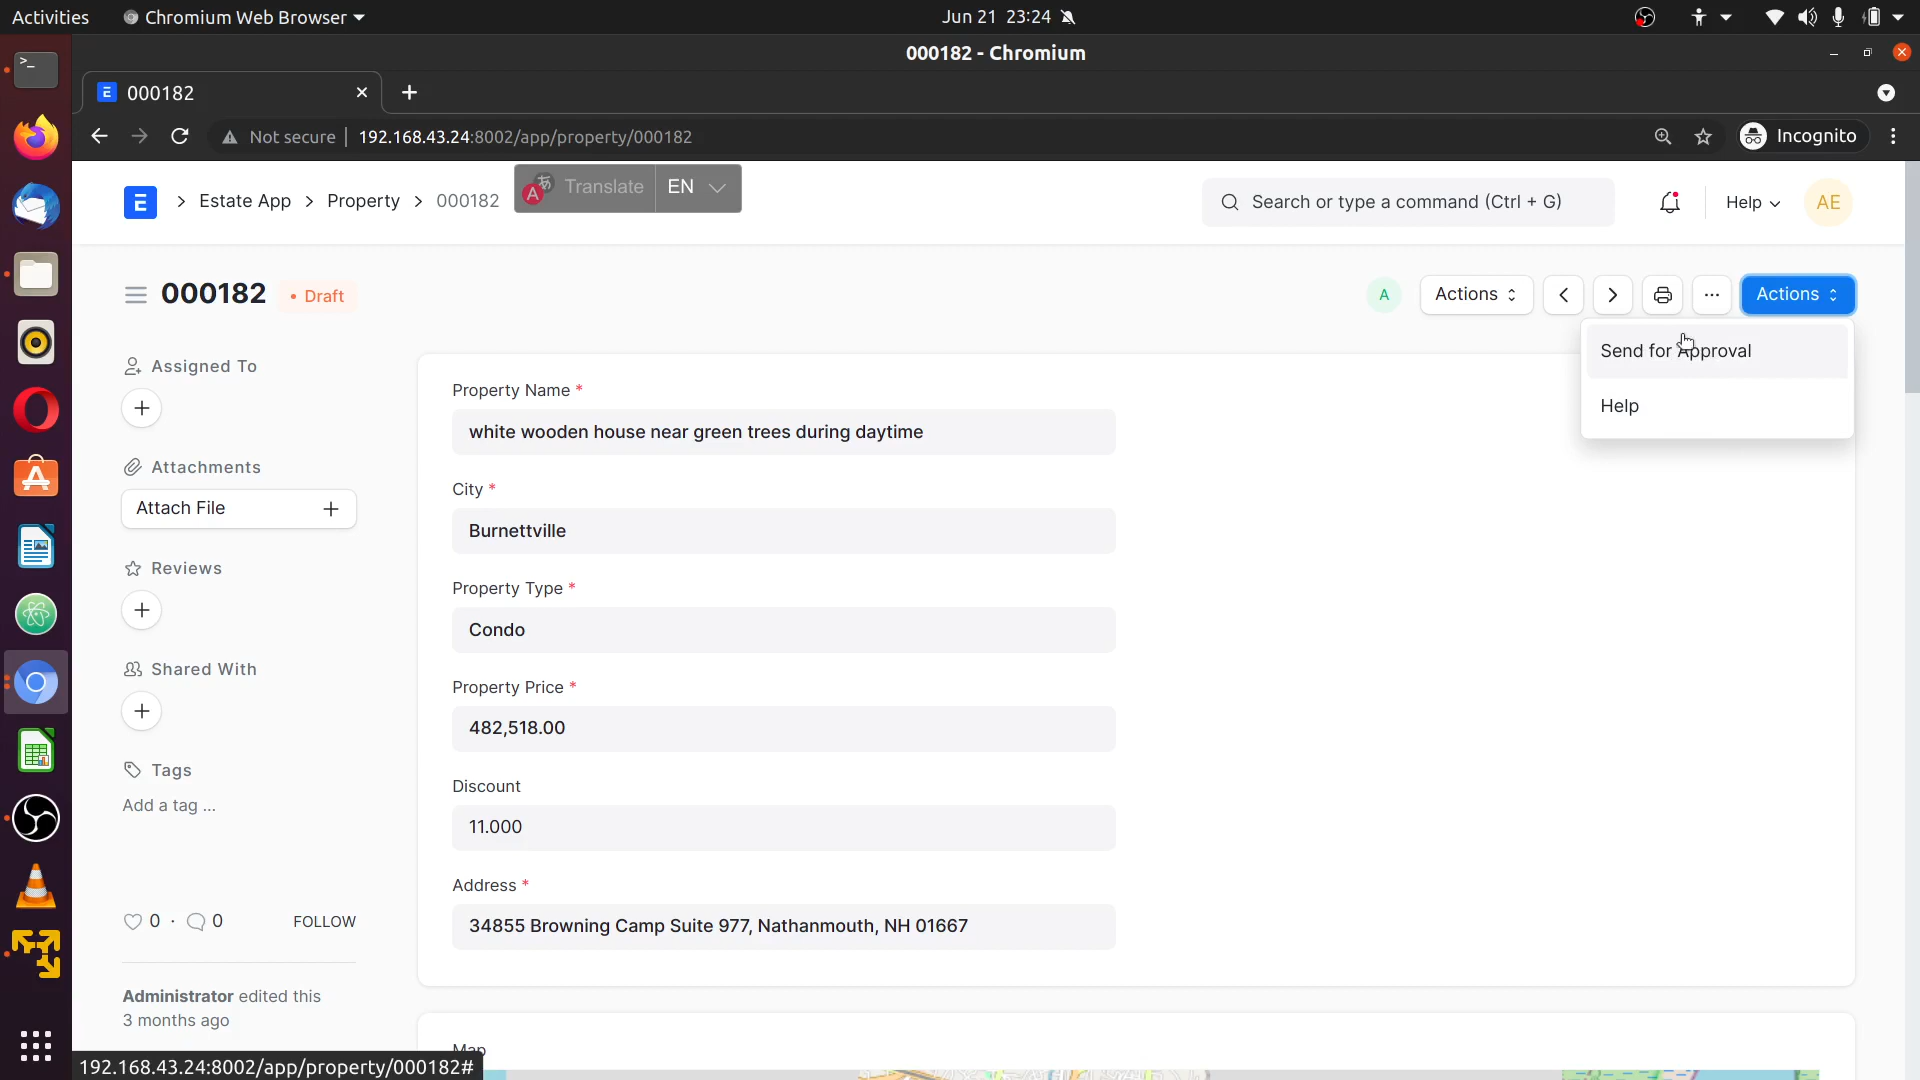 Activities
Chromium Web Browser
Jun 21 23:24
000182 - Chromium
E 000182
Not secure
192.168.43.24:8002/app/property/000182
Incognito
E
Estate App
Property
000182
Translate
EN
Search or type a command (Ctrl + G)
Help
AE
000182
Draft
A
Actions
Actions
Send for Approval
Help
Assigned To
Attachments
Attach File
Reviews
Shared With
Tags
Add a tag ...
0 · 0
FOLLOW
Administrator edited this
3 months ago
Property Name *
white wooden house near green trees during daytime
City *
Burnettville
Property Type *
Condo
Property Price *
482,518.00
Discount
11.000
Address *
34855 Browning Camp Suite 977, Nathanmouth, NH 01667
Map
192.168.43.24:8002/app/property/000182#